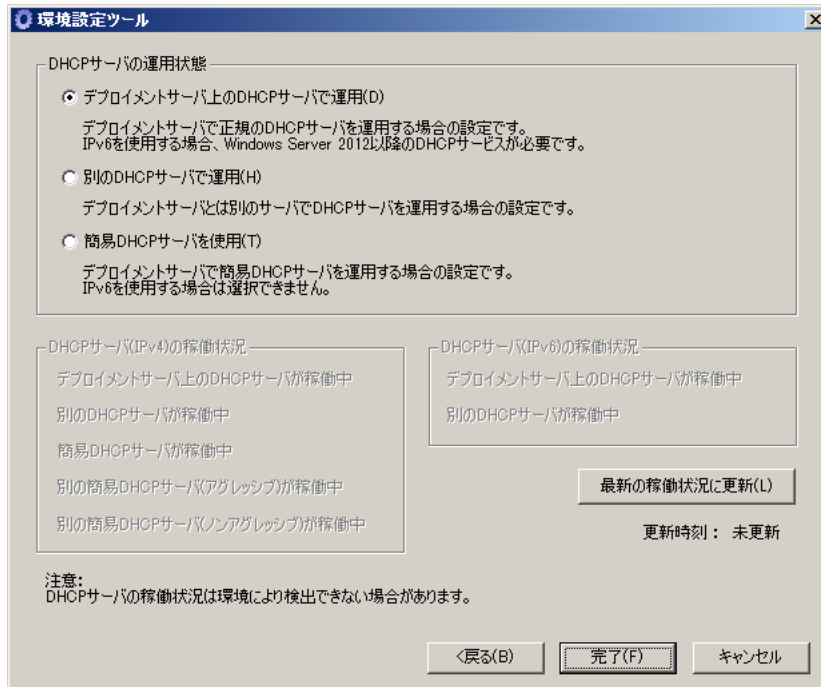 環境設定ツール
DHCPサーバの運用状態
デプロイメントサーバ上のDHCPサーバで運用(D)
デプロイメントサーバで正規のDHCPサーバを運用する場合の設定です。
IPv6を使用する場合、Windows Server 2012以降のDHCPサービスが必要です。
別のDHCPサーバで運用(H)
デプロイメントサーバとは別のサーバでDHCPサーバを運用する場合の設定です。
簡易DHCPサーバを使用(T)
デプロイメントサーバで簡易DHCPサーバを運用する場合の設定です。
IPv6を使用する場合は選択できません。
DHCPサーバ(IPv4)の稼働状況
デプロイメントサーバ上のDHCPサーバが稼働中
別のDHCPサーバが稼働中
簡易DHCPサーバが稼働中
別の簡易DHCPサーバ(アグレッシブ)が稼働中
別の簡易DHCPサーバ(ノンアグレッシブ)が稼働中
DHCPサーバ(IPv6)の稼働状況
デプロイメントサーバ上のDHCPサーバが稼働中
別のDHCPサーバが稼働中
最新の稼働状況に更新(L)
更新時刻： 未更新
注意:
DHCPサーバの稼働状況は環境により検出できない場合があります。
<戻る(B)
完了(F)
キャンセル